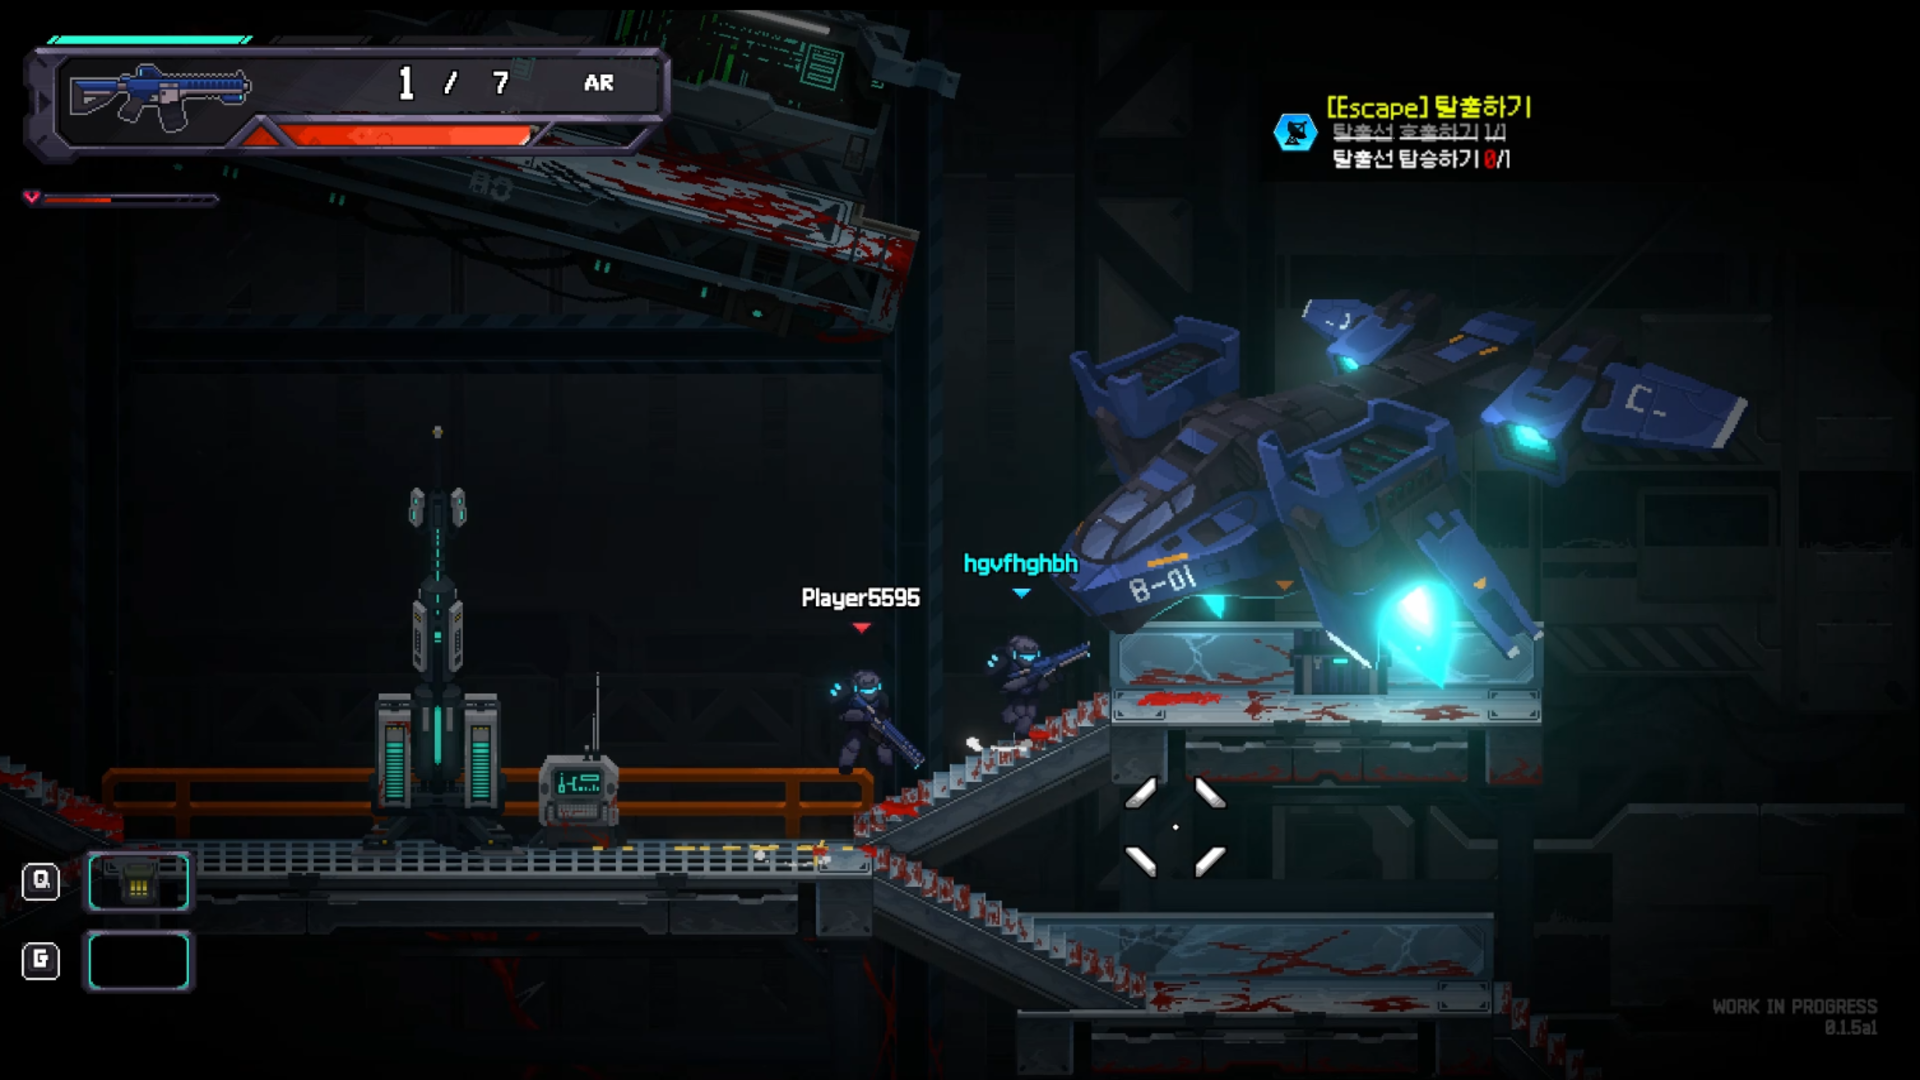 1 / 7 AR
[Escape] 탈출하기
탈출선 호출하기 1/1
탈출선 탑승하기 0/1
C-
hgvfhghbh
B-01
Player5595
Q
G
WORK IN PROGRESS
0.1.5a1